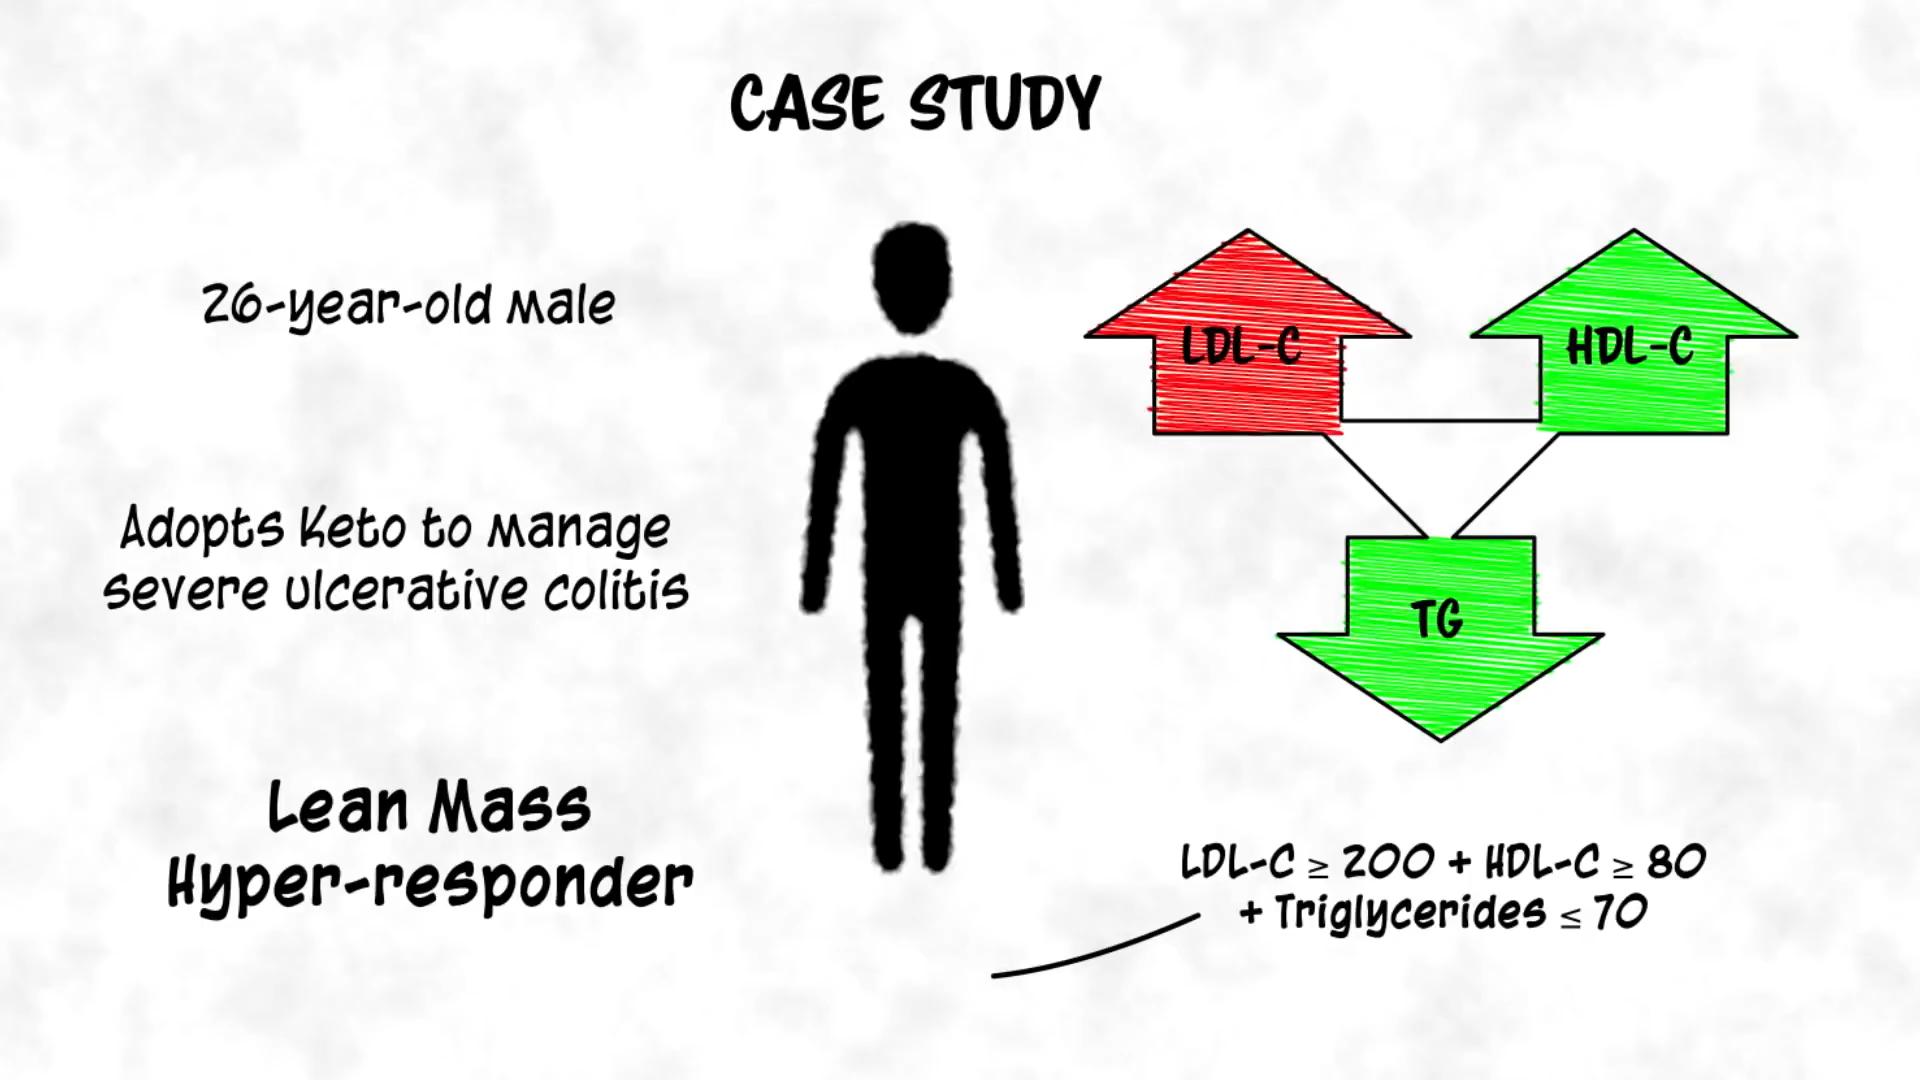 CASE STUDY
26-year-old male
Adopts Keto to manage
severe ulcerative colitis
Lean Mass
Hyper-responder
LDL-C
HDL-C
TG
LDL-C ≥ 200 + HDL-C ≥ 80
+ Triglycerides ≤ 70